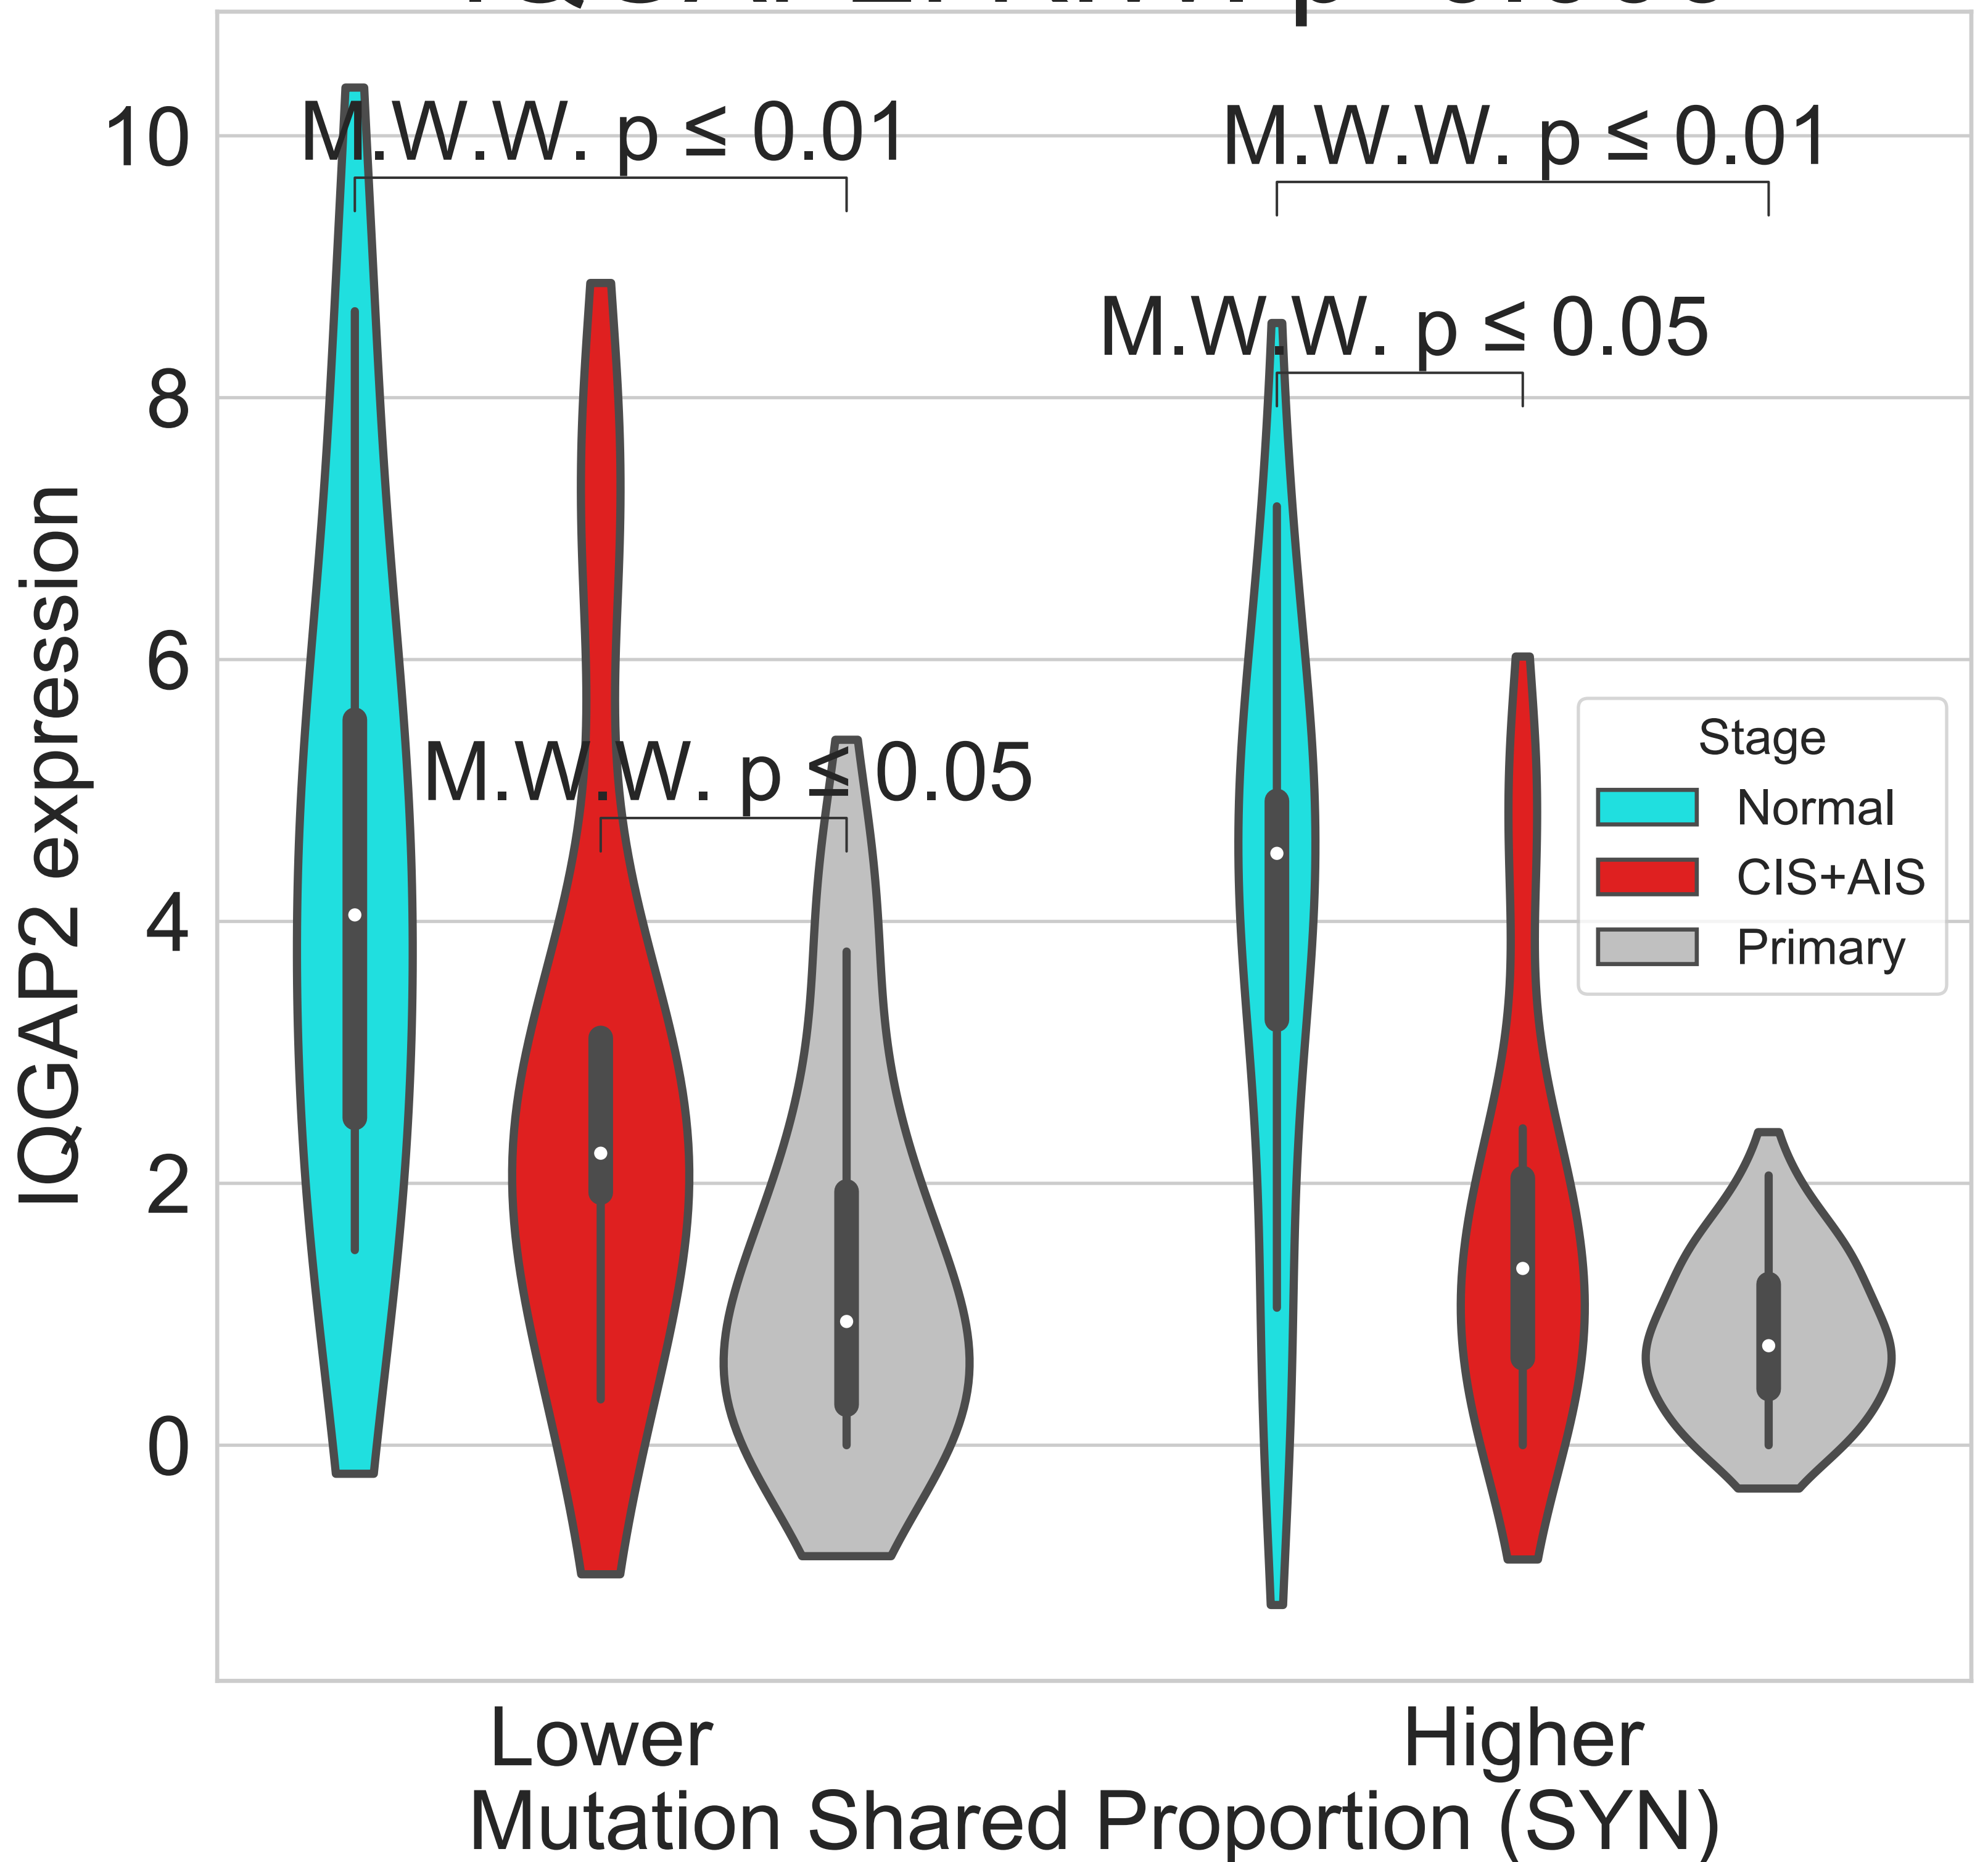 M.W.W. p ≤ 0.01
M.W.W. p ≤ 0.01
M.W.W. p ≤ 0.05
M.W.W. p ≤ 0.05
10
8
6
4
2
0
IQGAP2 expression
Stage
Normal
CIS+AIS
Primary
Lower
Higher
Mutation Shared Proportion (SYN)